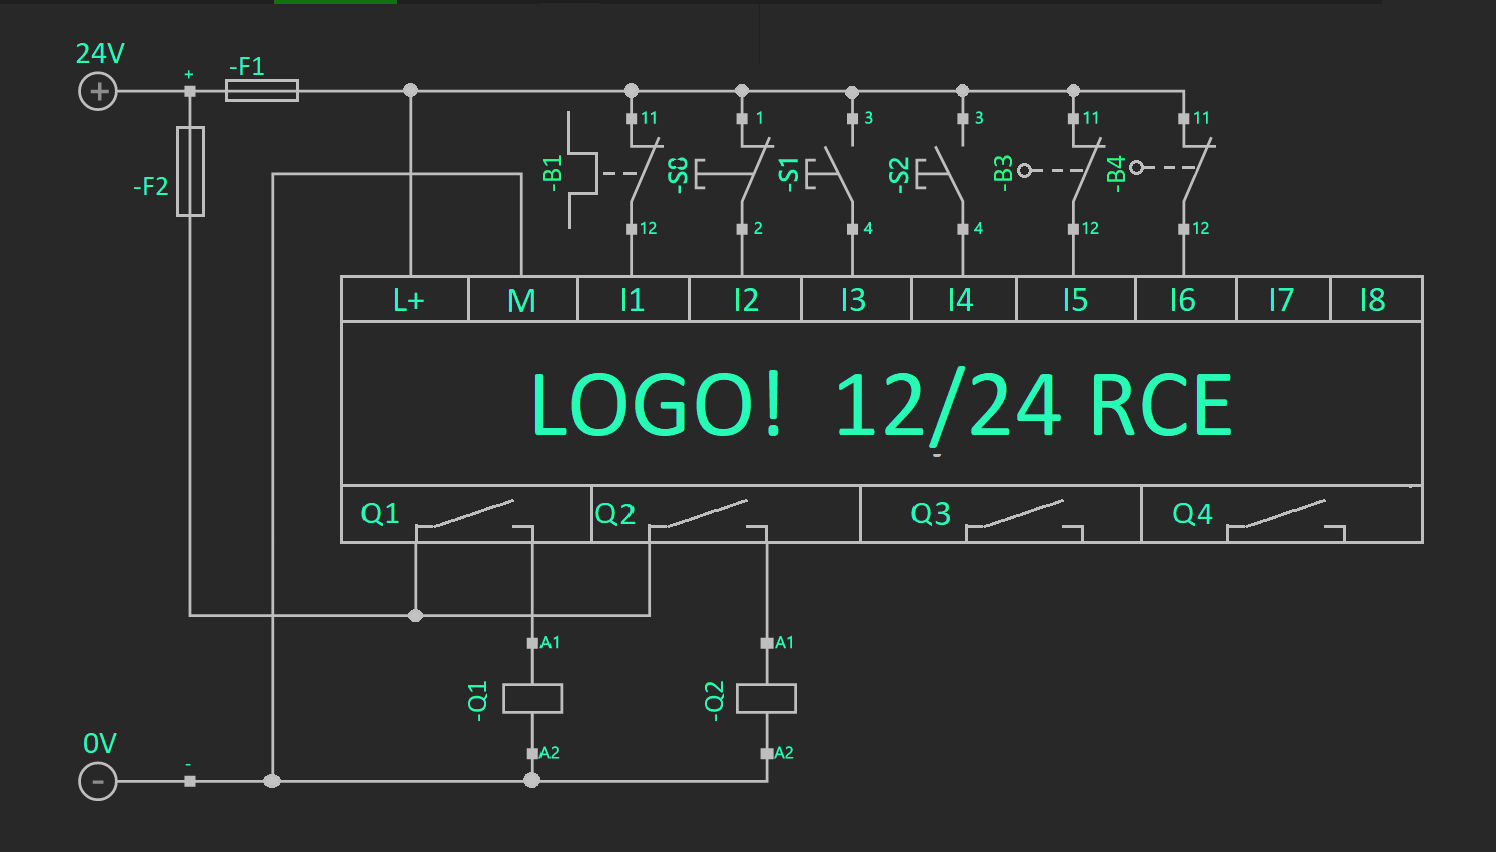 24V
+
-F1
-F2
-B1
11
12
-S0
1
2
-S1
3
4
-S2
3
4
-B3
11
12
-B4
11
12
L+ M I1 I2 I3 I4 I5 I6 I7 I8
LOGO! 12/24 RCE
Q1 Q2 Q3 Q4
A1
-Q1
A2
A1
-Q2
A2
0V
-